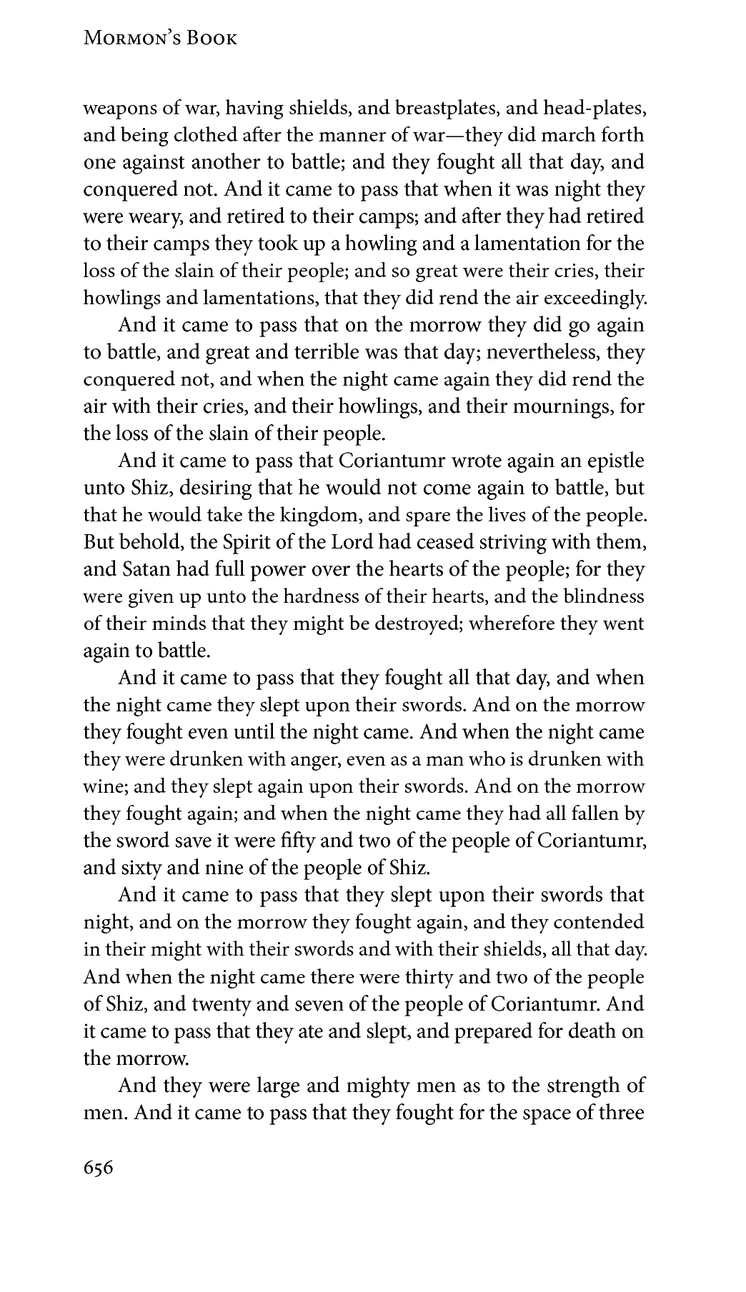 Mormon’s Book
weapons of war, having shields, and breastplates, and head-plates,
and being clothed after the manner of war—they did march forth
one against another to battle; and they fought all that day, and
conquered not. And it came to pass that when it was night they
were weary, and retired to their camps; and after they had retired
to their camps they took up a howling and a lamentation for the
loss of the slain of their people; and so great were their cries, their
howlings and lamentations, that they did rend the air exceedingly.
And it came to pass that on the morrow they did go again
to battle, and great and terrible was that day; nevertheless, they
conquered not, and when the night came again they did rend the
air with their cries, and their howlings, and their mournings, for
the loss of the slain of their people.
And it came to pass that Coriantumr wrote again an epistle
unto Shiz, desiring that he would not come again to battle, but
that he would take the kingdom, and spare the lives of the people.
But behold, the Spirit of the Lord had ceased striving with them,
and Satan had full power over the hearts of the people; for they
were given up unto the hardness of their hearts, and the blindness
of their minds that they might be destroyed; wherefore they went
again to battle.
And it came to pass that they fought all that day, and when
the night came they slept upon their swords. And on the morrow
they fought even until the night came. And when the night came
they were drunken with anger, even as a man who is drunken with
wine; and they slept again upon their swords. And on the morrow
they fought again; and when the night came they had all fallen by
the sword save it were fifty and two of the people of Coriantumr,
and sixty and nine of the people of Shiz.
And it came to pass that they slept upon their swords that
night, and on the morrow they fought again, and they contended
in their might with their swords and with their shields, all that day.
And when the night came there were thirty and two of the people
of Shiz, and twenty and seven of the people of Coriantumr. And
it came to pass that they ate and slept, and prepared for death on
the morrow.
And they were large and mighty men as to the strength of
men. And it came to pass that they fought for the space of three
656